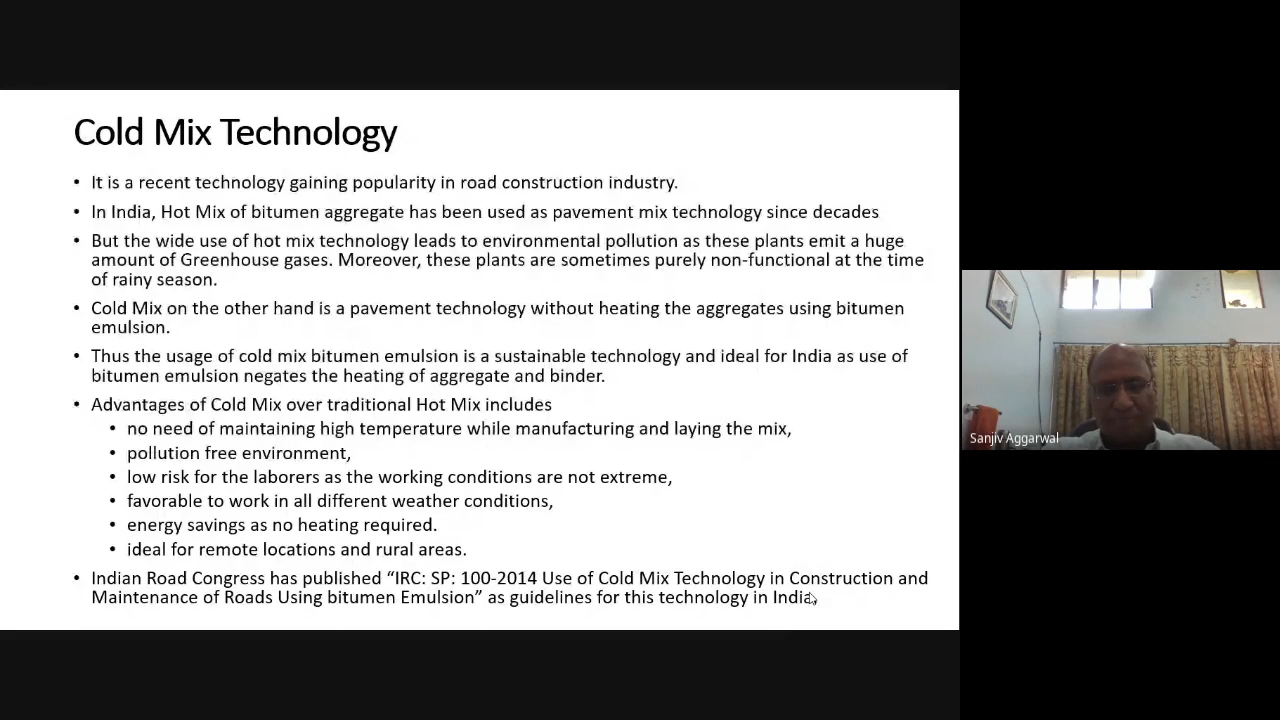 Cold Mix Technology
• It is a recent technology gaining popularity in road construction industry.
• In India, Hot Mix of bitumen aggregate has been used as pavement mix technology since decades
• But the wide use of hot mix technology leads to environmental pollution as these plants emit a huge
amount of Greenhouse gases. Moreover, these plants are sometimes purely non-functional at the time
of rainy season.
• Cold Mix on the other hand is a pavement technology without heating the aggregates using bitumen
emulsion.
• Thus the usage of cold mix bitumen emulsion is a sustainable technology and ideal for India as use of
bitumen emulsion negates the heating of aggregate and binder.
• Advantages of Cold Mix over traditional Hot Mix includes
• no need of maintaining high temperature while manufacturing and laying the mix,
• pollution free environment,
• low risk for the laborers as the working conditions are not extreme,
• favorable to work in all different weather conditions,
• energy savings as no heating required.
• ideal for remote locations and rural areas.
• Indian Road Congress has published “IRC: SP: 100-2014 Use of Cold Mix Technology in Construction and
Maintenance of Roads Using bitumen Emulsion” as guidelines for this technology in India.
Sanjiv Aggarwal